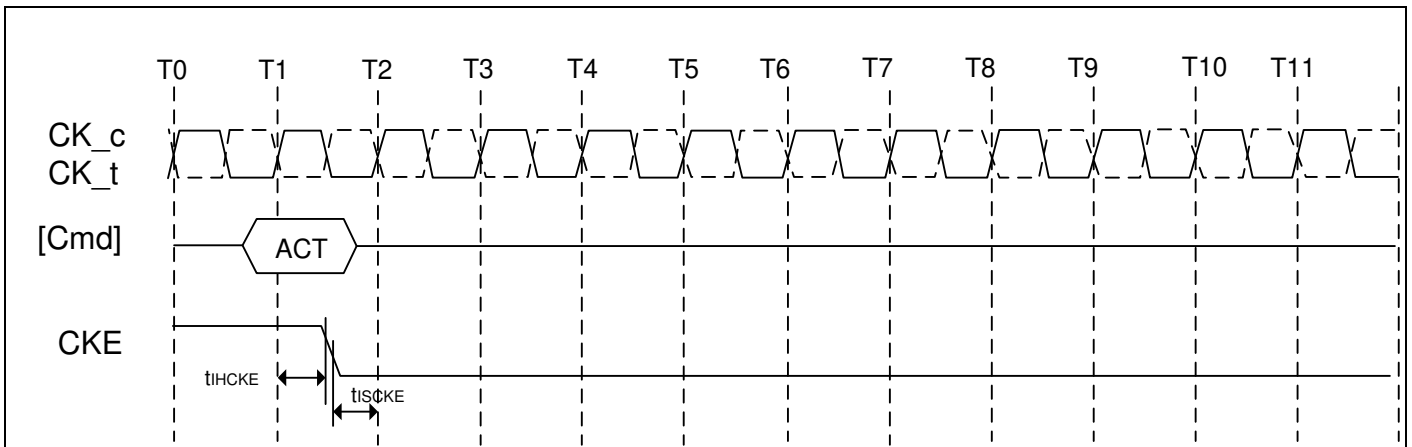 T0 T1 T2 T3 T4 T5 T6 T7 T8 T9 T10 T11
CK_c
CK_t
[Cmd] ACT
CKE
tIHCKE
tISCKE